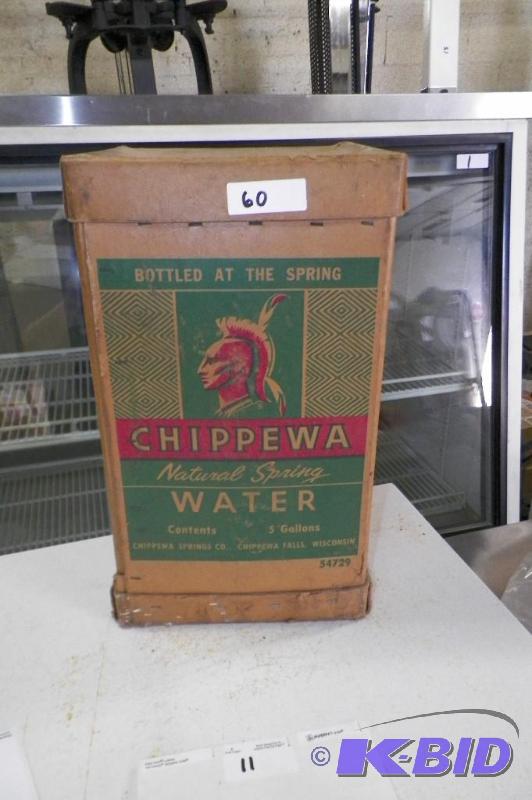 1
60
BOTTLED AT THE SPRING
CHIPPEWA
Natural Spring
WATER
Contents 5 Gallons
CHIPPEWA SPRINGS CO., CHIPPEWA FALLS, WISCONSIN
54729
11
© K-BID